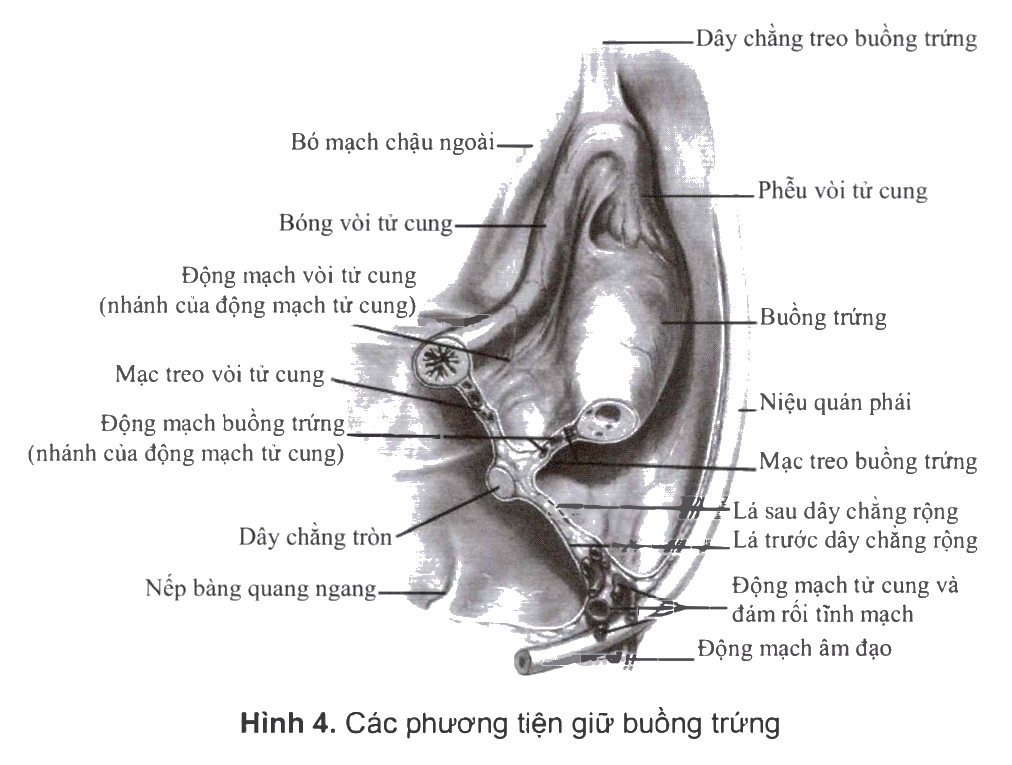 Dây chằng treo buồng trứng
Bó mạch chậu ngoài
Phễu vòi tử cung
Bóng vòi tử cung
Động mạch vòi tử cung
(nhánh của động mạch tử cung)
Buồng trứng
Mạc treo vòi tử cung
Niệu quản phải
Động mạch buồng trứng
(nhánh của động mạch tử cung)
Mạc treo buồng trứng
Lá sau dây chằng rộng
Dây chằng tròn
Lá trước dây chằng rộng
Nếp bàng quang ngang
Động mạch tử cung và
đám rối tĩnh mạch
Động mạch âm đạo
Hình 4. Các phương tiện giữ buồng trứng